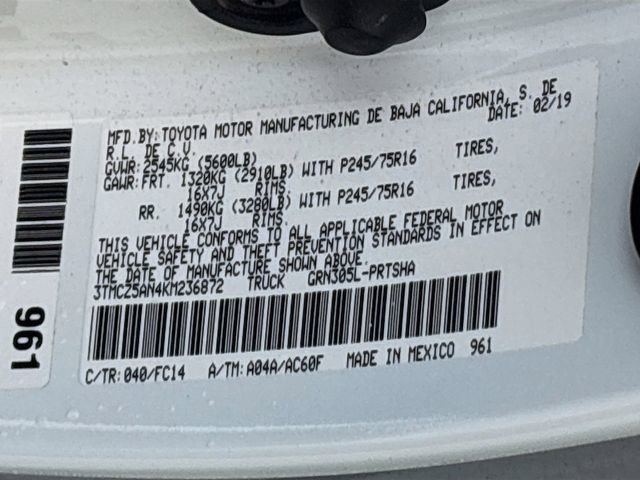 MFD.BY:TOYOTA MOTOR MANUFACTURING DE BAJA CALIFORNIA, S. DE
R.L. DE C.V. DATE: 02/19
GVWR:2545KG (5600LB)
GAWR:FRT. 1320KG (2910LB) WITH P245/75R16 TIRES,
16X7J RIMS.
RR. 1490KG (3280LB) WITH P245/75R16 TIRES,
16X7J RIMS.
THIS VEHICLE CONFORMS TO ALL APPLICABLE FEDERAL MOTOR
VEHICLE SAFETY AND THEFT PREVENTION STANDARDS IN EFFECT ON
THE DATE OF MANUFACTURE SHOWN ABOVE.
3TMCZ5AN4KM236872 TRUCK GRN305L-PRTSHA
C/TR:040/FC14 A/TM:A04A/AC60F MADE IN MEXICO 961
961